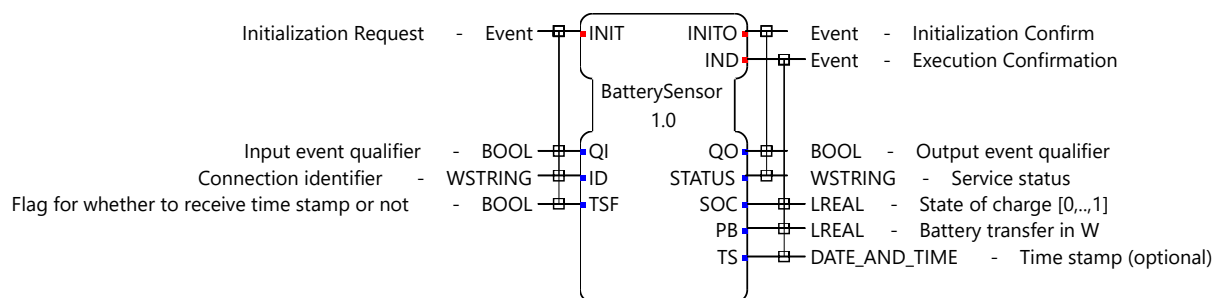 Initialization Request - Event INIT INITO Event - Initialization Confirm
IND Event - Execution Confirmation
BatterySensor
1.0
Input event qualifier - BOOL QI QO BOOL - Output event qualifier
Connection identifier - WSTRING ID STATUS WSTRING - Service status
Flag for whether to receive time stamp or not - BOOL TSF SOC LREAL - State of charge [0,..,1]
PB LREAL - Battery transfer in W
TS DATE_AND_TIME - Time stamp (optional)